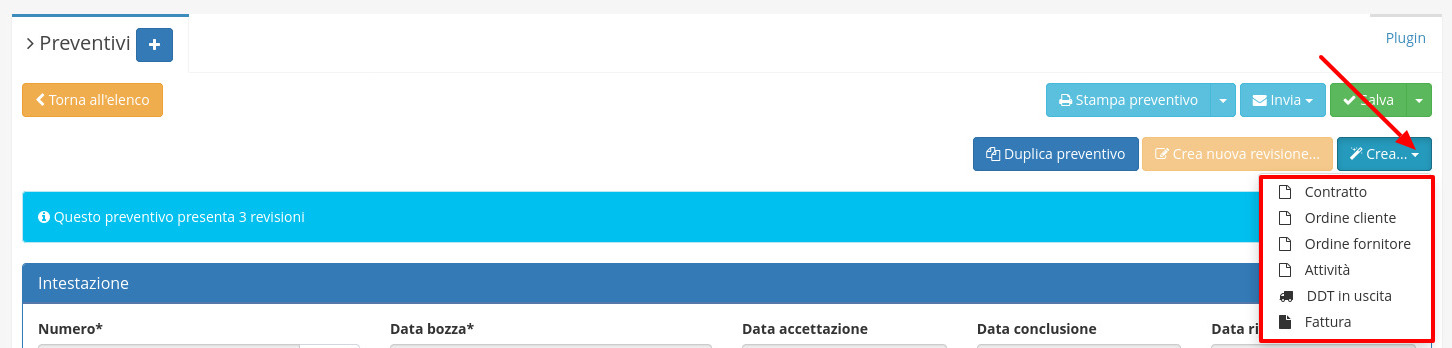 Preventivi
Plugin
Torna all'elenco
Stampa preventivo
Invia
Salva
Duplica preventivo
Crea nuova revisione...
Crea...
Contratto
Ordine cliente
Ordine fornitore
Attività
DDT in uscita
Fattura
Questo preventivo presenta 3 revisioni
Intestazione
Numero*
Data bozza*
Data accettazione
Data conclusione
Data